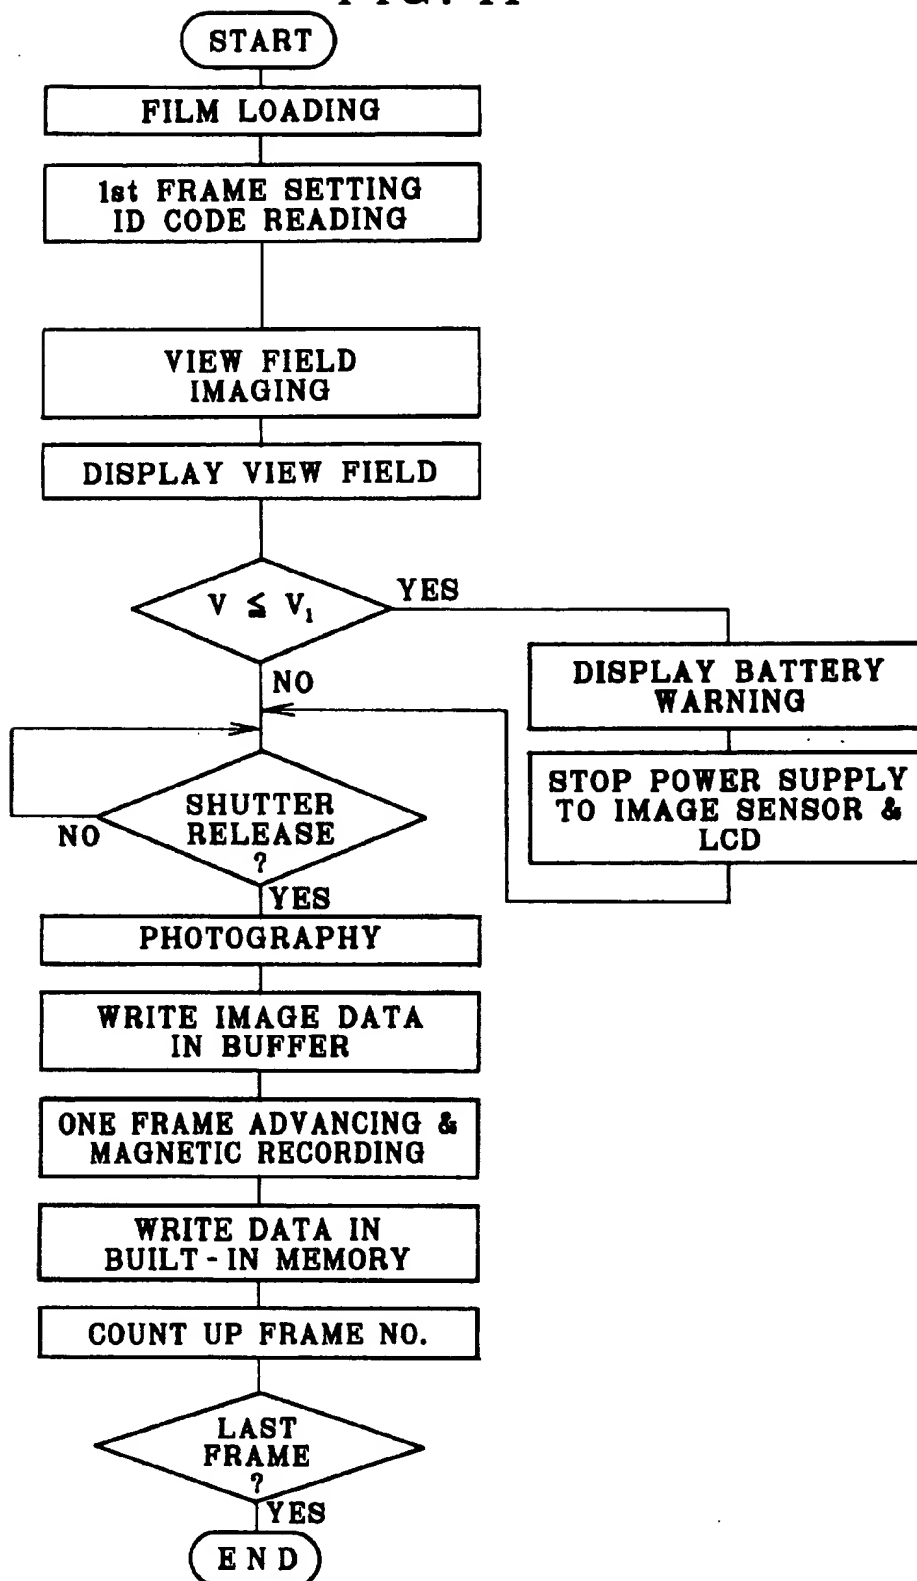 START
FILM LOADING
1st FRAME SETTING
ID CODE READING
VIEW FIELD
IMAGING
DISPLAY VIEW FIELD
V ≦ V₁
YES
NO
DISPLAY BATTERY
WARNING
STOP POWER SUPPLY
TO IMAGE SENSOR &
LCD
SHUTTER
RELEASE
?
NO
YES
PHOTOGRAPHY
WRITE IMAGE DATA
IN BUFFER
ONE FRAME ADVANCING &
MAGNETIC RECORDING
WRITE DATA IN
BUILT-IN MEMORY
COUNT UP FRAME NO.
LAST
FRAME
?
YES
END